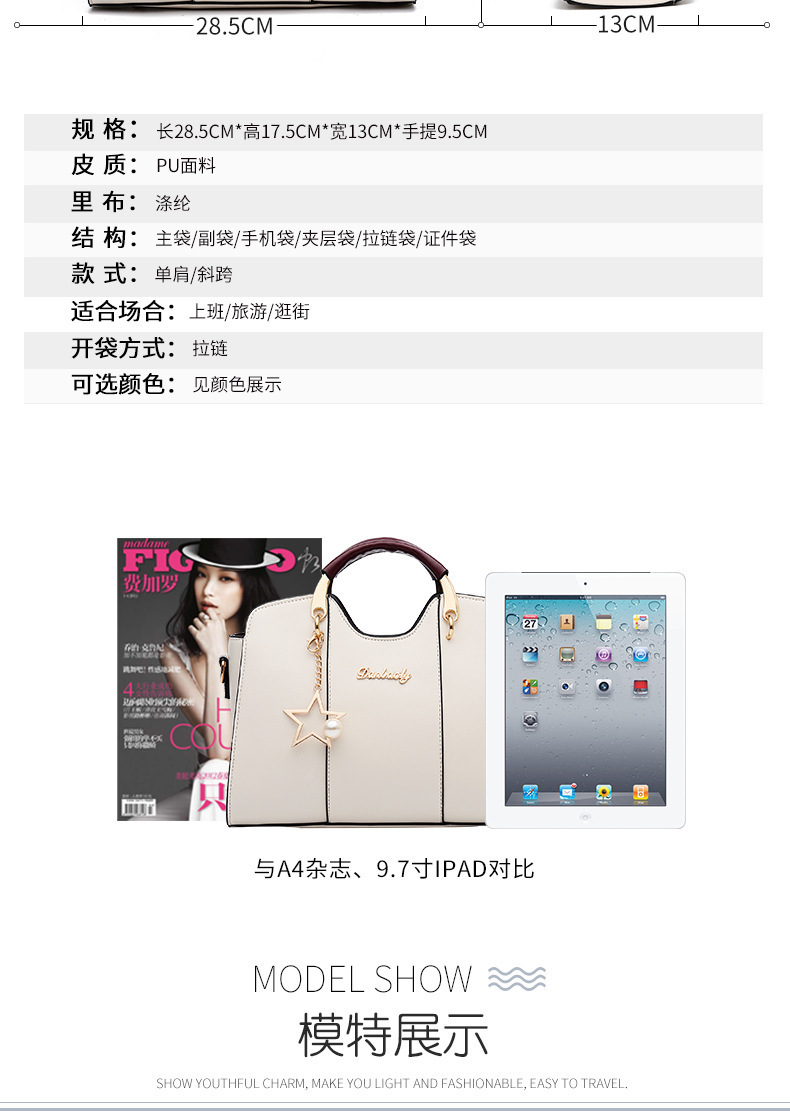 28.5CM
13CM
规 格： 长28.5CM*高17.5CM*宽13CM*手提9.5CM
皮 质： PU面料
里 布： 涤纶
结 构： 主袋/副袋/手机袋/夹层袋/拉链袋/证件袋
款 式： 单肩/斜跨
适合场合： 上班/旅游/逛街
开袋方式： 拉链
可选颜色： 见颜色展示
madame
费加罗
27
与A4杂志、9.7寸IPAD对比
MODEL SHOW
模特展示
SHOW YOUTHFUL CHARM, MAKE YOU LIGHT AND FASHIONABLE, EASY TO TRAVEL.